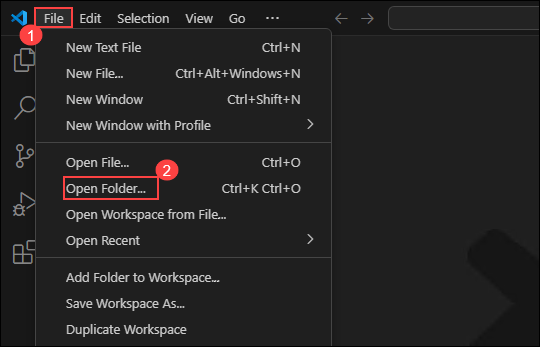 File Edit Selection View Go ···
1
New Text File Ctrl+N
New File... Ctrl+Alt+Windows+N
New Window Ctrl+Shift+N
New Window with Profile
Open File... Ctrl+O
2
Open Folder... Ctrl+K Ctrl+O
Open Workspace from File...
Open Recent
Add Folder to Workspace...
Save Workspace As...
Duplicate Workspace